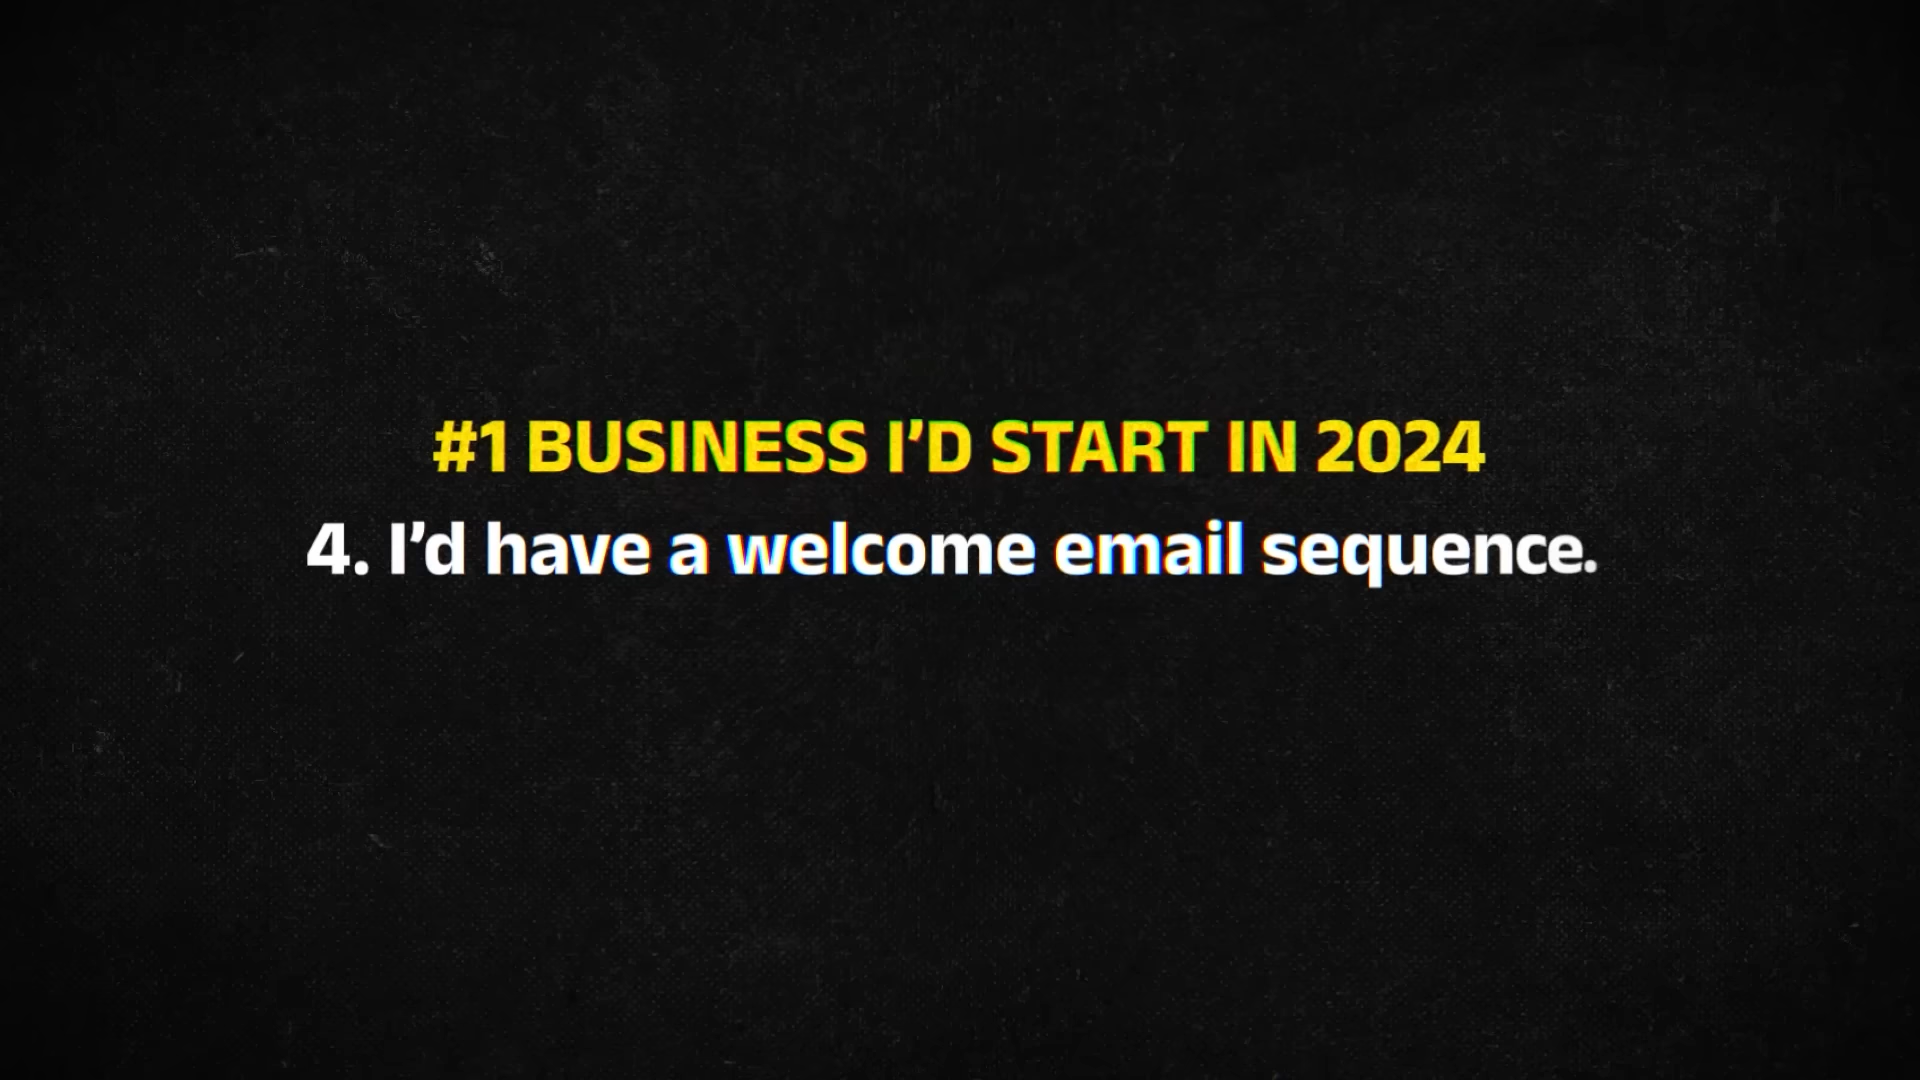 #1 BUSINESS I’D START IN 2024
4. I’d have a welcome email sequence.